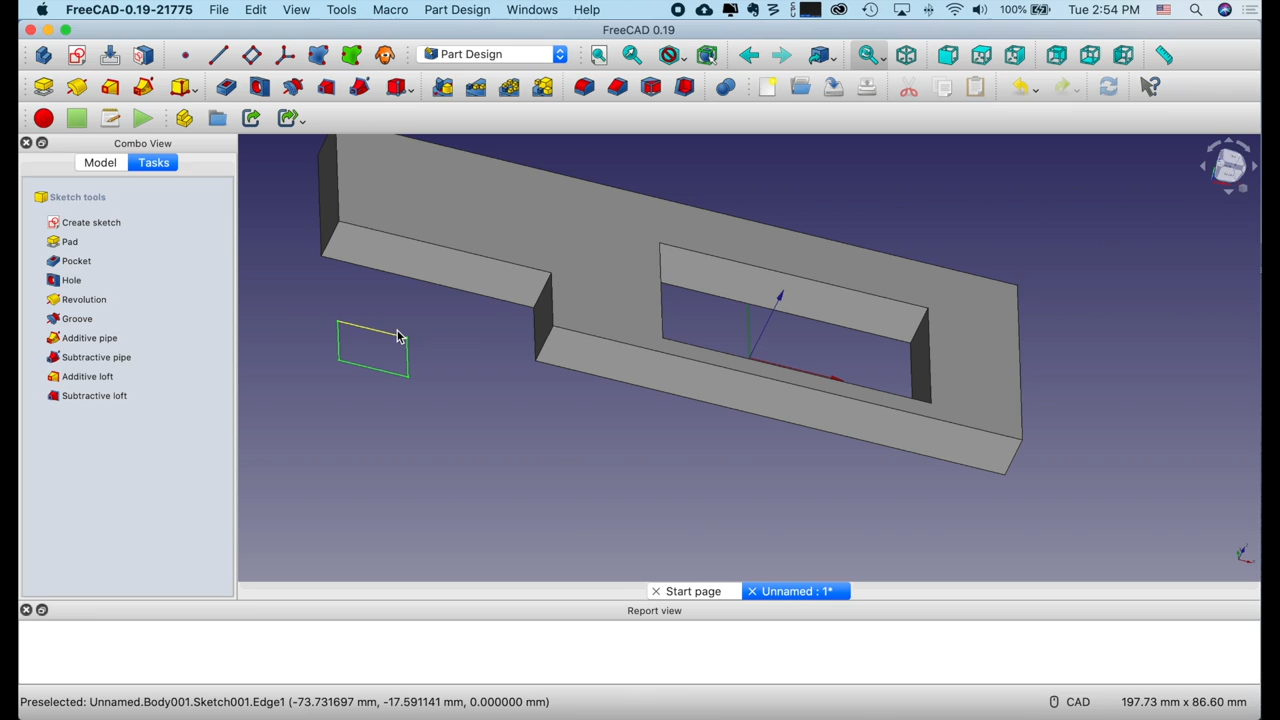 FreeCAD-0.19-21775 File Edit View Tools Macro Part Design Windows Help 100% Tue 2:54 PM
FreeCAD 0.19
Part Design
Combo View
Model Tasks
Sketch tools
Create sketch
Pad
Pocket
Hole
Revolution
Groove
Additive pipe
Subtractive pipe
Additive loft
Subtractive loft
Start page Unnamed : 1*
Report view
Preselected: Unnamed.Body001.Sketch001.Edge1 (-73.731697 mm, -17.591141 mm, 0.000000 mm) CAD 197.73 mm x 86.60 mm